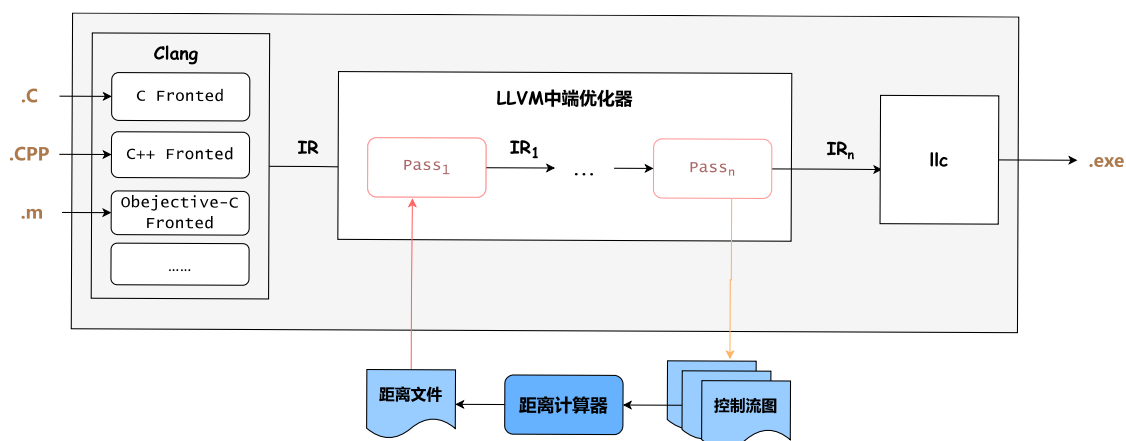 Clang
.C
C Fronted
.CPP
C++ Fronted
.m
Obejective-C
Fronted
……
IR
LLVM中端优化器
Pass₁
IR₁
...
Passₙ
IRₙ
llc
.exe
距离文件
距离计算器
控制流图